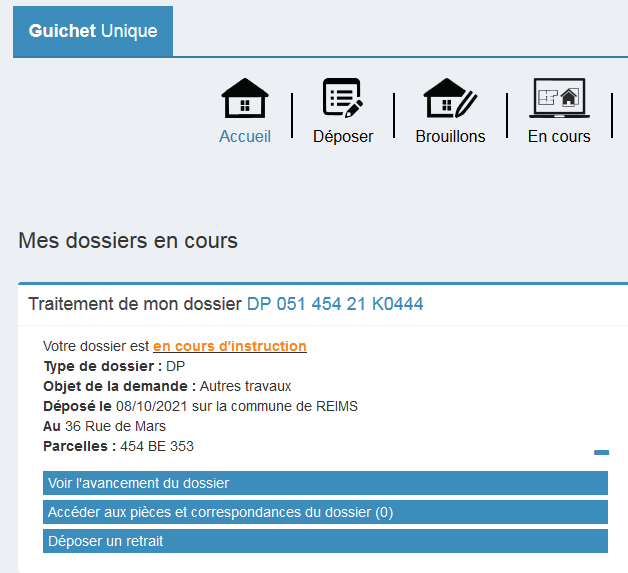 Guichet Unique
Accueil
Déposer
Brouillons
En cours
Mes dossiers en cours
Traitement de mon dossier DP 051 454 21 K0444
Votre dossier est en cours d'instruction
Type de dossier : DP
Objet de la demande : Autres travaux
Déposé le 08/10/2021 sur la commune de REIMS
Au 36 Rue de Mars
Parcelles : 454 BE 353
Voir l'avancement du dossier
Accéder aux pièces et correspondances du dossier (0)
Déposer un retrait